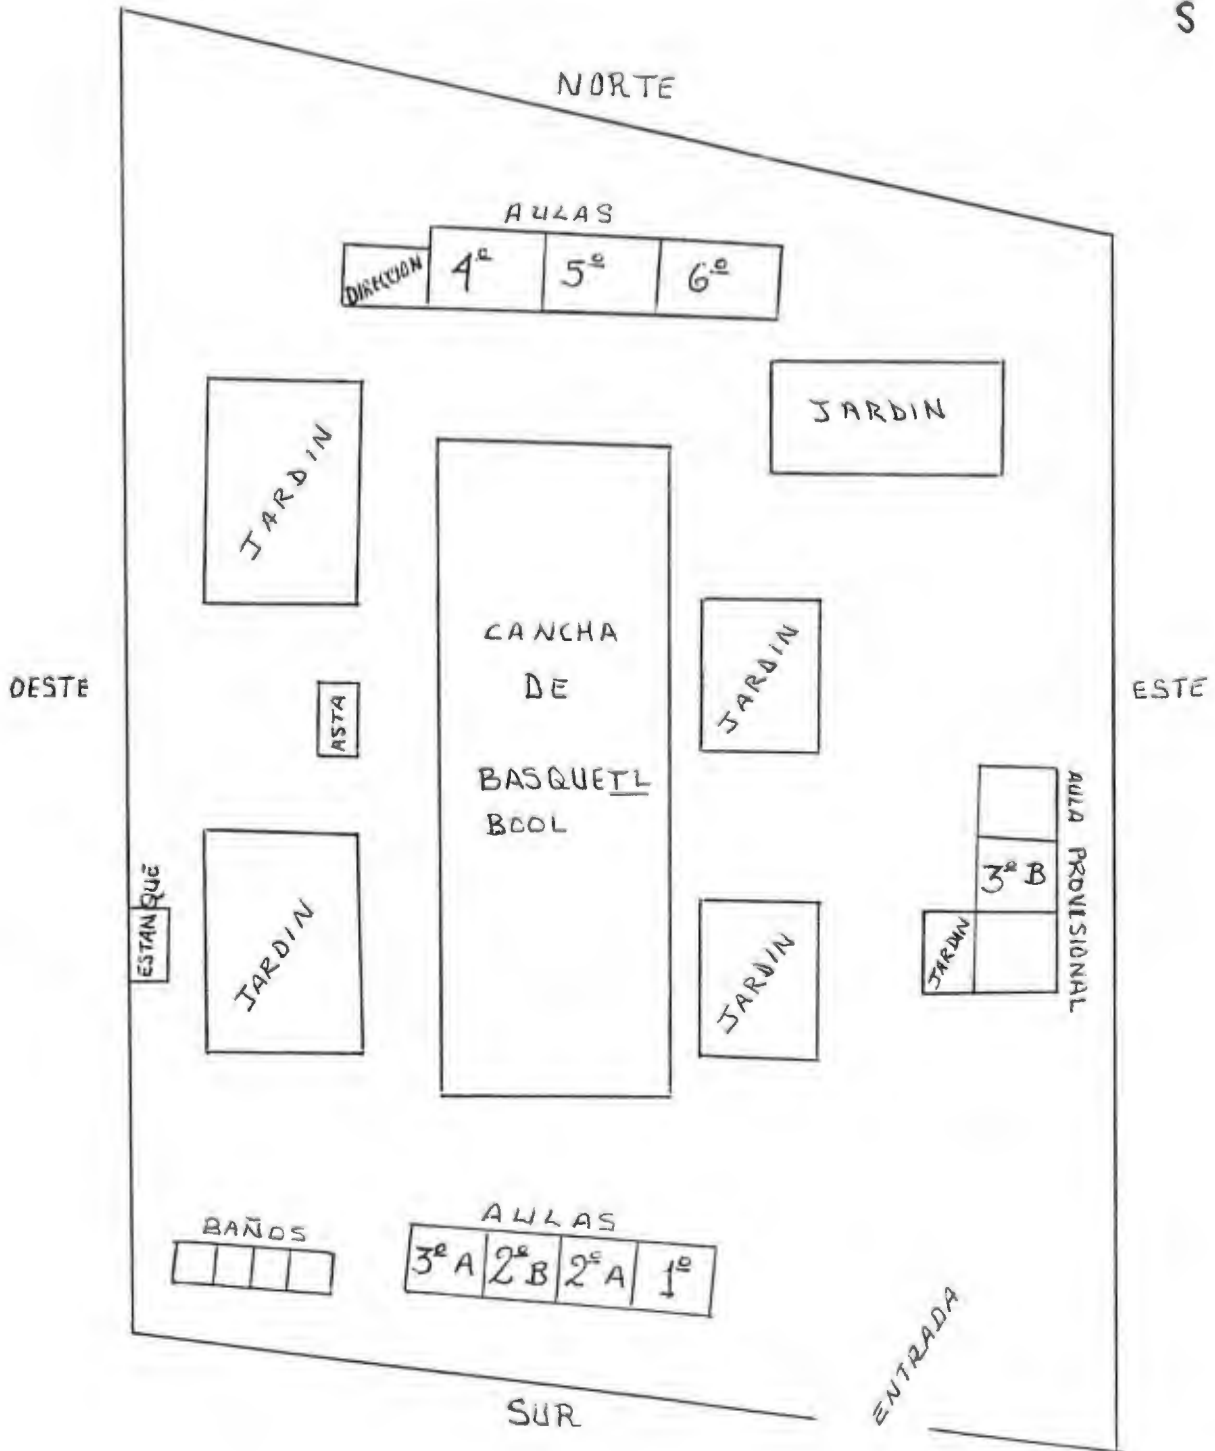 S
NORTE
AULAS
DIRECCION 4º 5º 6º
JARDIN
JARDIN
CANCHA
DE
BASQUETL
BOOL
JARDIN
OESTE
ASTA
ESTE
AULA PROVISIONAL
3º B
ESTANQUE
JARDIN
JARDIN
JARDIN
BAÑOS
AULAS
3º A 2º B 2º A 1º
ENTRADA
SUR